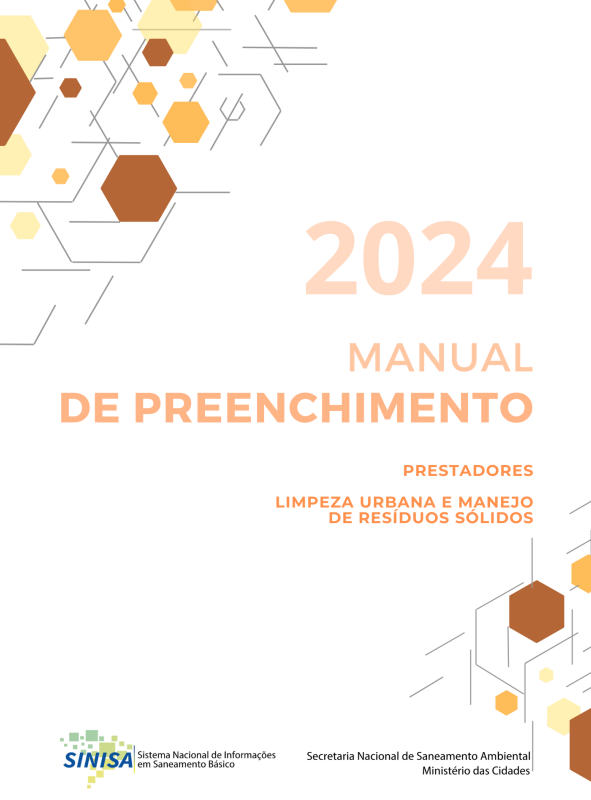 2024
MANUAL
DE PREENCHIMENTO
PRESTADORES
LIMPEZA URBANA E MANEJO
DE RESÍDUOS SÓLIDOS
SINISA
Sistema Nacional de Informações
em Saneamento Básico
Secretaria Nacional de Saneamento Ambiental
Ministério das Cidades